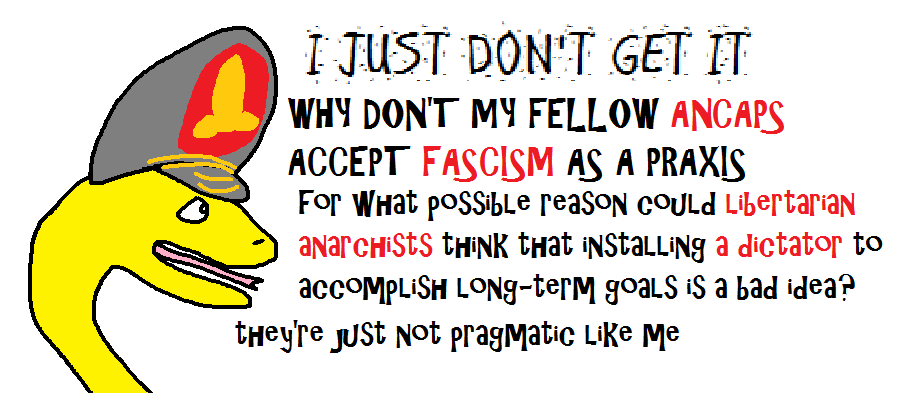 I JUST DON'T GET IT
WHY DON'T MY FELLOW ANCAPS
ACCEPT FASCISM AS A PRAXIS
For what possible reason could libertarian
anarchists think that installing a dictator to
accomplish long-term goals is a bad idea?
they're just not pragmatic like me